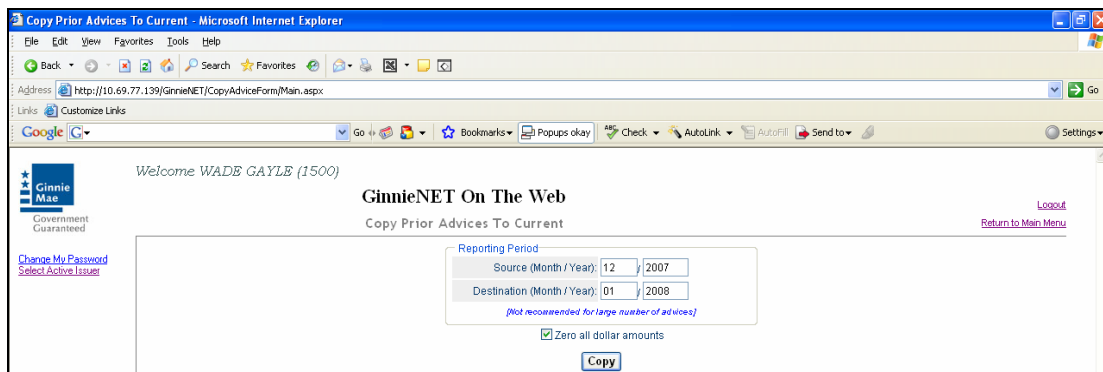 Copy Prior Advices To Current - Microsoft Internet Explorer
File Edit View Favorites Tools Help
Back Search Favorites
Address http://10.69.77.139/GinnieNET/CopyAdviceForm/Main.aspx Go
Links Customize Links
Google G Go Bookmarks Popups okay ABC Check AutoLink AutoFill Send to Settings
Welcome WADE GAYLE (1500)
Ginnie
Mae
Government
Guaranteed
GinnieNET On The Web
Logout
Copy Prior Advices To Current
Return to Main Menu
Change My Password
Select Active Issuer
Reporting Period
Source (Month / Year): 12 / 2007
Destination (Month / Year): 01 / 2008
[Not recommended for large number of advices]
Zero all dollar amounts
Copy